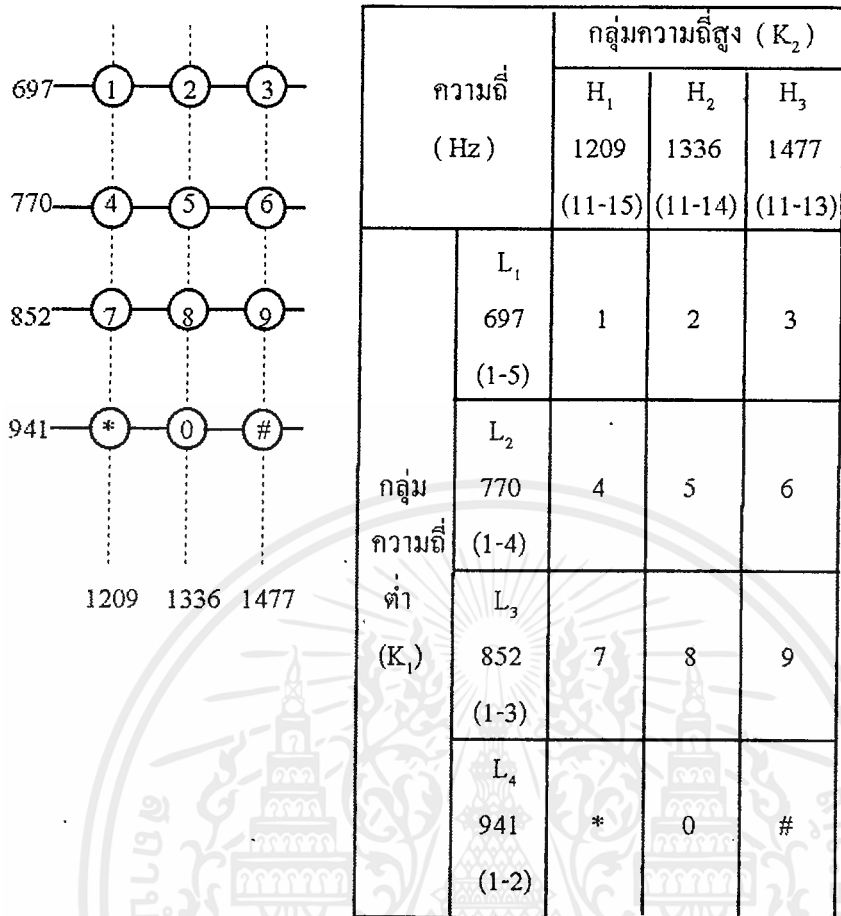 697 1 2 3
770 4 5 6
852 7 8 9
941 * 0 #
1209 1336 1477
ความถี่
(Hz)
กลุ่มความถี่สูง (K₂)
H₁ H₂ H₃
1209 1336 1477
(11-15) (11-14) (11-13)
กลุ่ม
ความถี่
ต่ำ
(K₁)
L₁
697 1 2 3
(1-5)
L₂
770 4 5 6
(1-4)
L₃
852 7 8 9
(1-3)
L₄
941 * 0 #
(1-2)